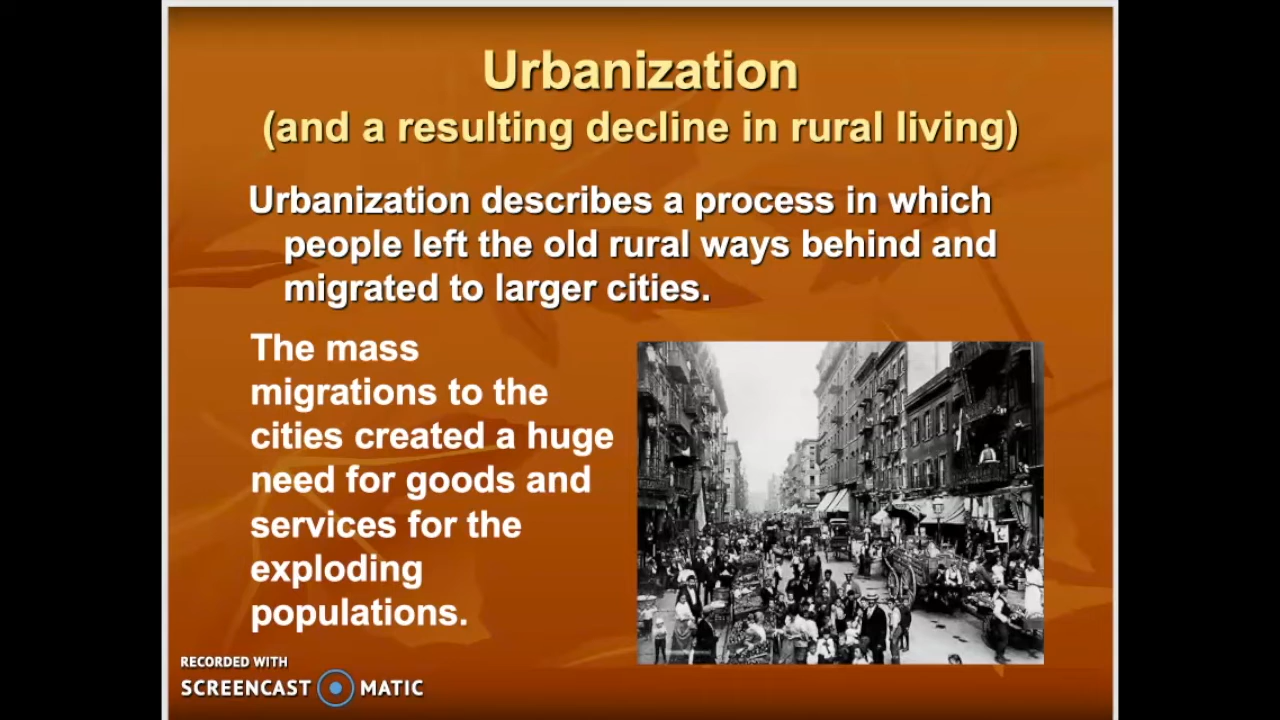 Urbanization
(and a resulting decline in rural living)
Urbanization describes a process in which
people left the old rural ways behind and
migrated to larger cities.
The mass
migrations to the
cities created a huge
need for goods and
services for the
exploding
populations.
RECORDED WITH
SCREENCAST MATIC